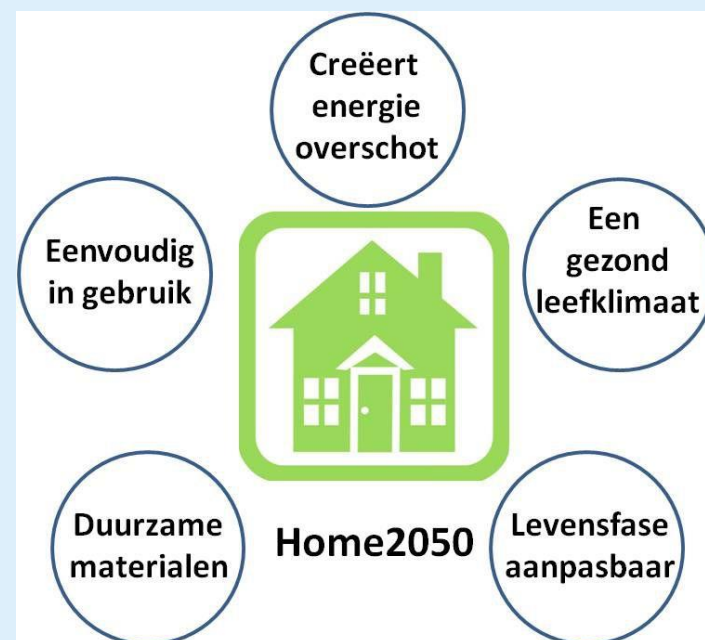 Creëert
energie
overschot
Eenvoudig
in gebruik
Een
gezond
leefklimaat
Duurzame
materialen
Home2050
Levensfase
aanpasbaar